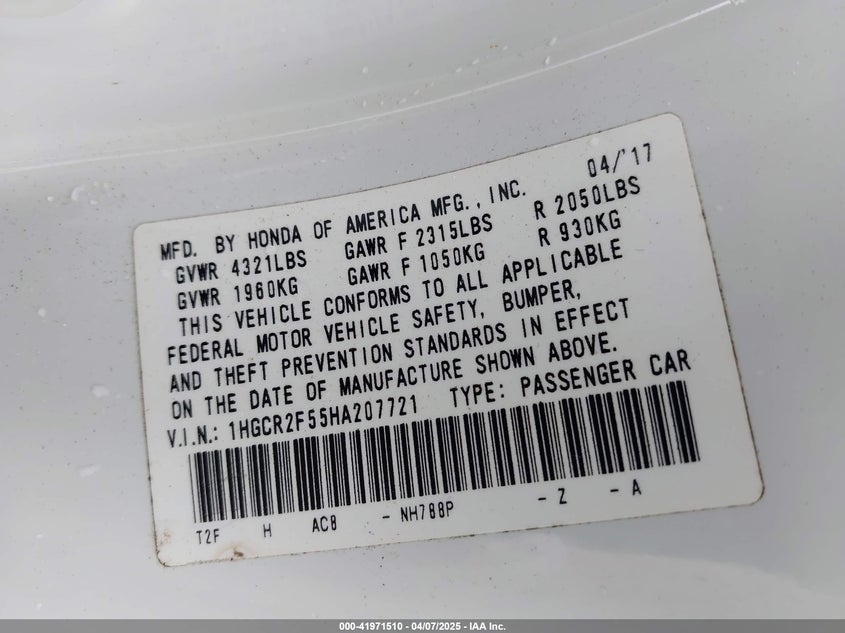 MFD. BY HONDA OF AMERICA MFG., INC. 04/'17
GVWR 4321LBS GAWR F 2315LBS R 2050LBS
GVWR 1960KG GAWR F 1050KG R 930KG
THIS VEHICLE CONFORMS TO ALL APPLICABLE
FEDERAL MOTOR VEHICLE SAFETY, BUMPER,
AND THEFT PREVENTION STANDARDS IN EFFECT
ON THE DATE OF MANUFACTURE SHOWN ABOVE.
V.I.N.: 1HGCR2F55HA207721 TYPE: PASSENGER CAR
T2F H AC8 - NH788P - Z - A
000-41971510 - 04/07/2025 - IAA Inc.